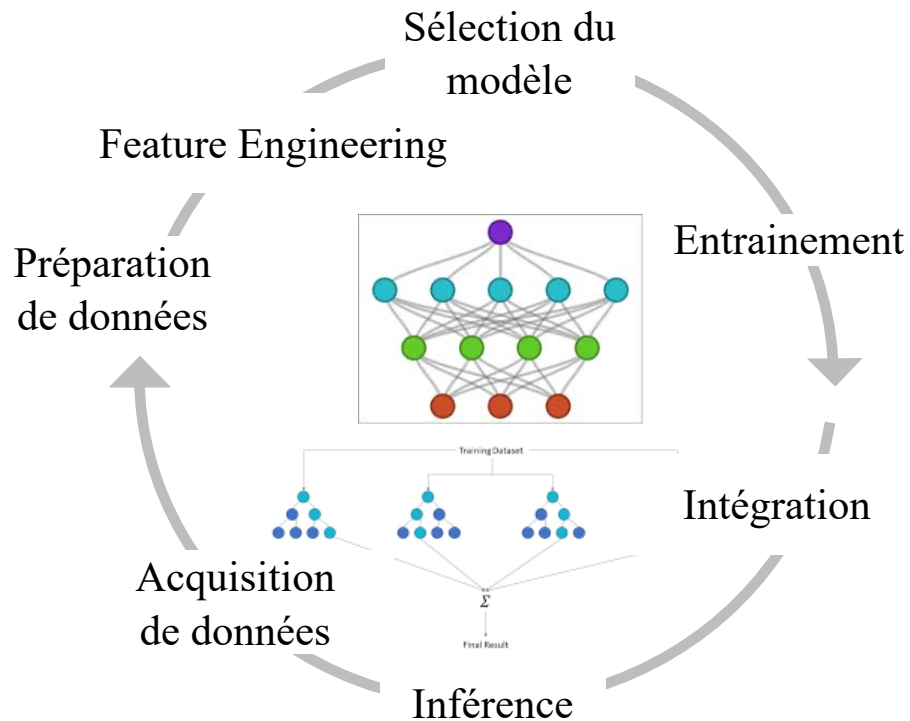 Sélection du
modèle
Feature Engineering
Entrainement
Préparation
de données
Training Dataset
Intégration
Acquisition
de données
Σ
Final Result
Inférence